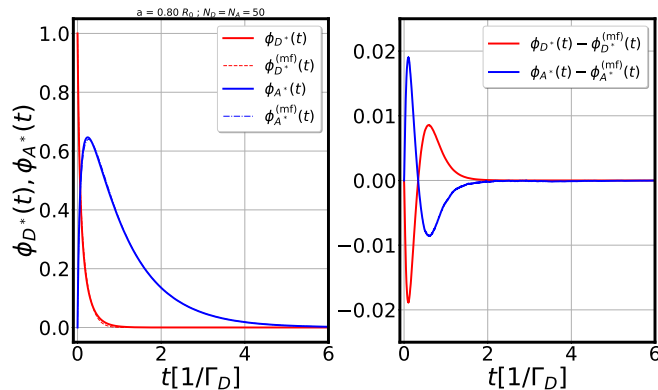 a = 0.80 R₀ ; N_D = N_A = 50
ϕ_{D*}(t), ϕ_{A*}(t)
1.0
0.8
0.6
0.4
0.2
0.0
0 2 4 6
t[1/Γ_D]
ϕ_{D*}(t)
ϕ_{D*}^{(mf)}(t)
ϕ_{A*}(t)
ϕ_{A*}^{(mf)}(t)
0.02
0.01
0.00
−0.01
−0.02
0 2 4 6
t[1/Γ_D]
ϕ_{D*}(t) − ϕ_{D*}^{(mf)}(t)
ϕ_{A*}(t) − ϕ_{A*}^{(mf)}(t)